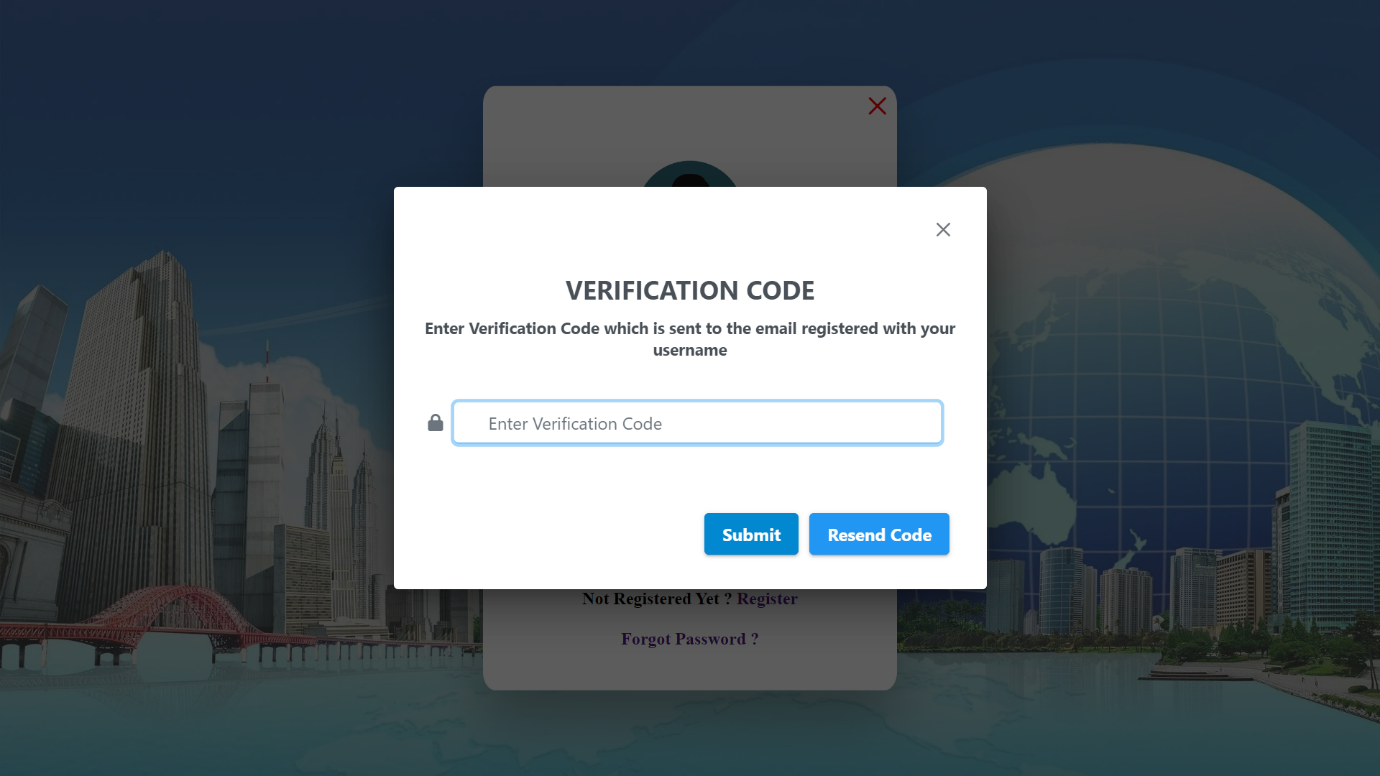 VERIFICATION CODE
Enter Verification Code which is sent to the email registered with your
username
Enter Verification Code
Submit
Resend Code
Not Registered Yet ? Register
Forgot Password ?